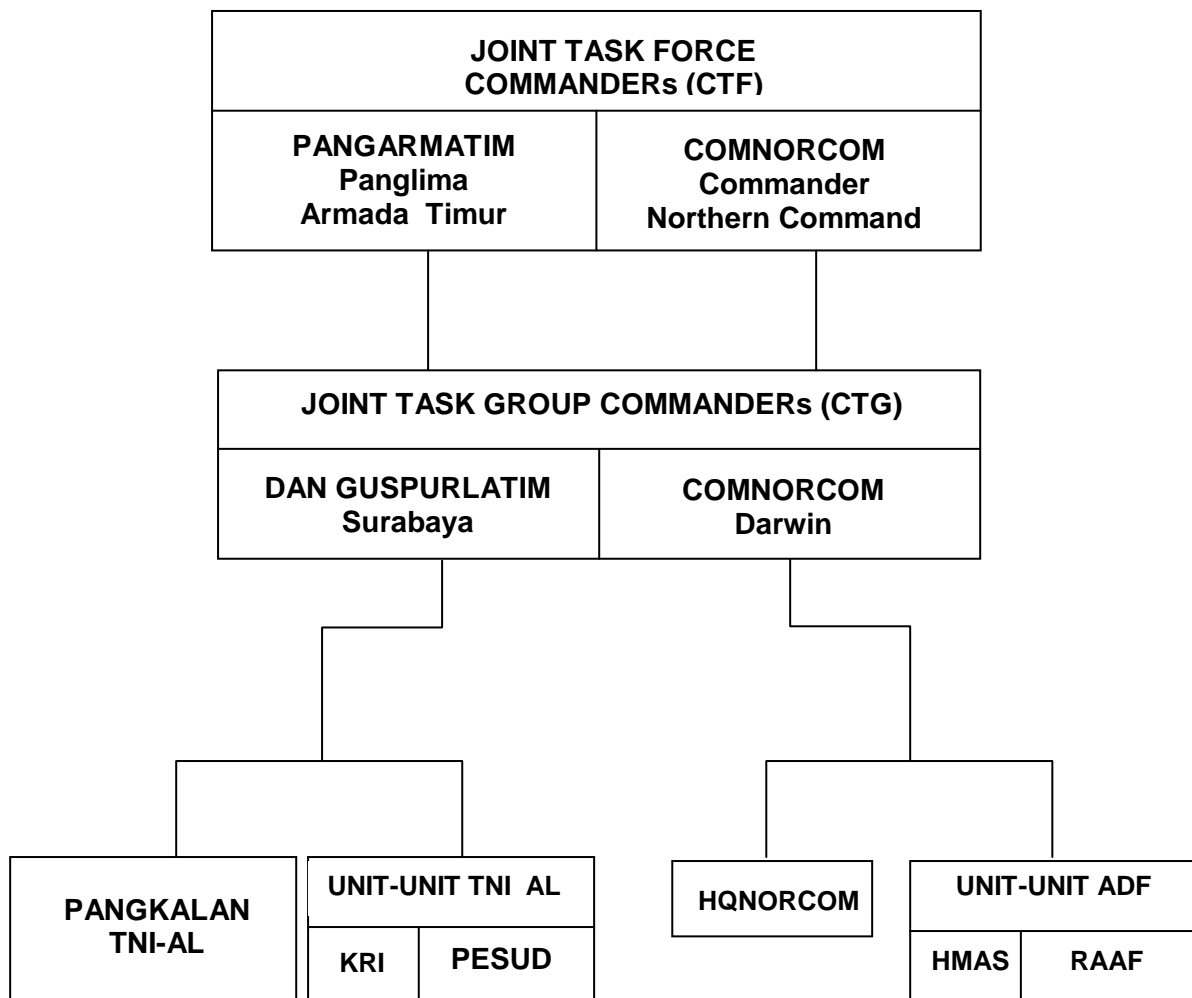 JOINT TASK FORCE
COMMANDERs (CTF)
PANGARMATIM
Panglima
Armada Timur
COMNORCOM
Commander
Northern Command
JOINT TASK GROUP COMMANDERs (CTG)
DAN GUSPURLATIM
Surabaya
COMNORCOM
Darwin
PANGKALAN
TNI-AL
UNIT-UNIT TNI AL
KRI
PESUD
HQNORCOM
UNIT-UNIT ADF
HMAS
RAAF